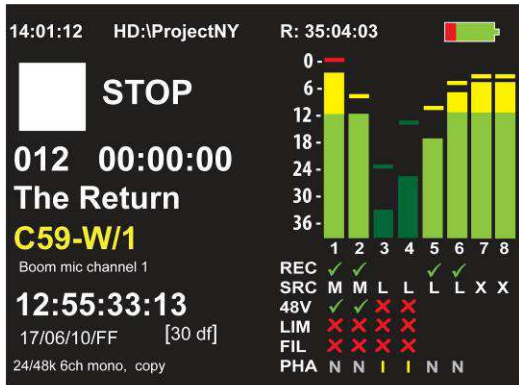 14:01:12 HD:\ProjectNY R: 35:04:03
STOP
012 00:00:00
The Return
C59-W/1
Boom mic channel 1
12:55:33:13
17/06/10/FF [30 df]
24/48k 6ch mono, copy
0-
6-
12-
18-
24-
30-
36-
1 2 3 4 5 6 7 8
REC ✓ ✓ ✓ ✓
SRC M M L L L L X X
48V ✓ ✓ X X
LIM X X X X
FIL X X X X
PHA N N I I N N